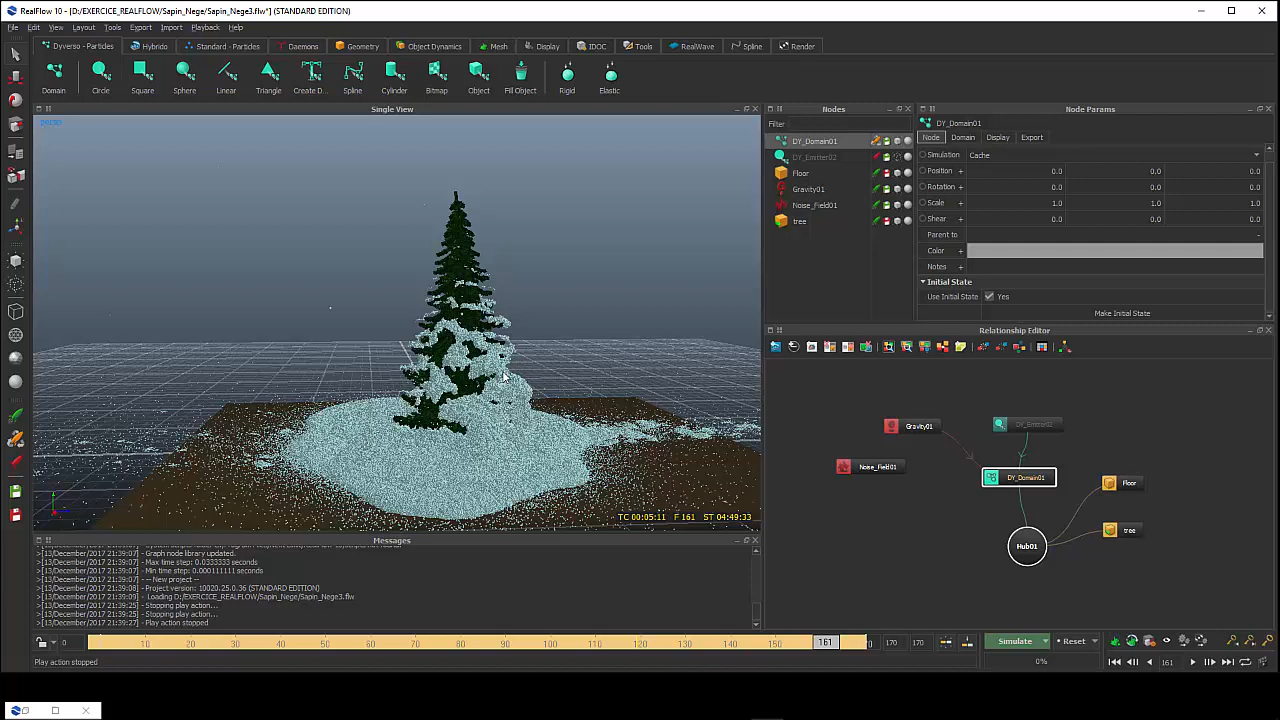 RealFlow 10 - [D:/EXERCICE_REALFLOW/Sapin_Nege/Sapin_Nege3.flw*] (STANDARD EDITION)
File Edit View Layout Tools Export Import Playback Help
Dyverso - Particles Hybrido Standard - Particles Daemons Geometry Object Dynamics Mesh Display IDOC Tools RealWave Spline Render
Domain Circle Square Sphere Linear Triangle Create D... Spline Cylinder Bitmap Object Fill Object Rigid Elastic
Single View
persp
TC 00:05:11 F 161 ST 04:49:33
Nodes
Filter
DY_Domain01
DY_Emitter02
Floor
Gravity01
Noise_Field01
tree
Node Params
DY_Domain01
Node Domain Display Export
Simulation Cache
Position 0.0 0.0 0.0
Rotation 0.0 0.0 0.0
Scale 1.0 1.0 1.0
Shear 0.0 0.0 0.0
Parent to -
Color
Notes
Initial State
Use Initial State Yes
Make Initial State
Relationship Editor
Gravity01
DY_Emitter02
Noise_Field01
DY_Domain01
Floor
tree
Hub01
Messages
>[13/December/2017 21:39:07] - Graph node library updated.
>[13/December/2017 21:39:07] - Max time step: 0.0333333 seconds
>[13/December/2017 21:39:07] - Min time step: 0.000111111 seconds
>[13/December/2017 21:39:07] -- New project --
>[13/December/2017 21:39:08] - Project version: 10020.25.0.36 (STANDARD EDITION)
>[13/December/2017 21:39:09] - Loading D:/EXERCICE_REALFLOW/Sapin_Nege/Sapin_Nege3.flw
>[13/December/2017 21:39:25] - Stopping play action...
>[13/December/2017 21:39:25] - Stopping play action...
>[13/December/2017 21:39:27] - Play action stopped
0 10 20 30 40 50 60 70 80 90 100 110 120 130 140 150 161 170 170
Simulate Reset
Play action stopped
0%
161